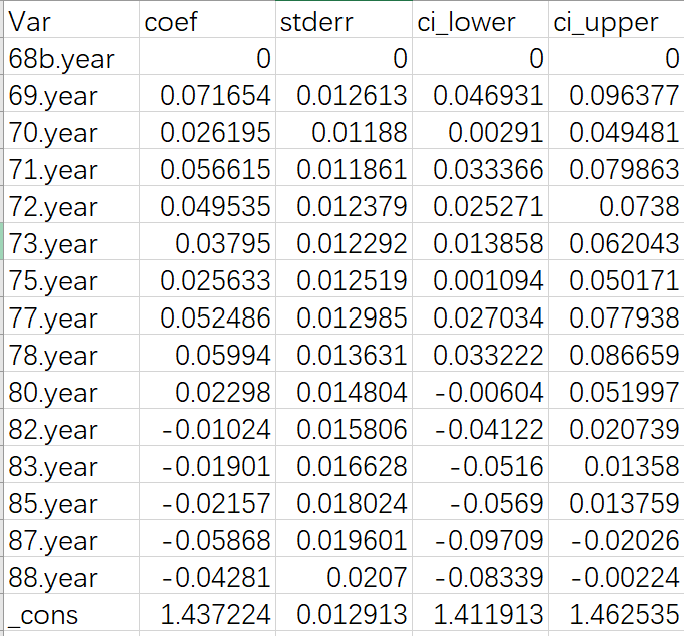 Var coef stderr ci_lower ci_upper
68b.year 0 0 0 0
69.year 0.071654 0.012613 0.046931 0.096377
70.year 0.026195 0.01188 0.00291 0.049481
71.year 0.056615 0.011861 0.033366 0.079863
72.year 0.049535 0.012379 0.025271 0.0738
73.year 0.03795 0.012292 0.013858 0.062043
75.year 0.025633 0.012519 0.001094 0.050171
77.year 0.052486 0.012985 0.027034 0.077938
78.year 0.05994 0.013631 0.033222 0.086659
80.year 0.02298 0.014804 -0.00604 0.051997
82.year -0.01024 0.015806 -0.04122 0.020739
83.year -0.01901 0.016628 -0.0516 0.01358
85.year -0.02157 0.018024 -0.0569 0.013759
87.year -0.05868 0.019601 -0.09709 -0.02026
88.year -0.04281 0.0207 -0.08339 -0.00224
_cons 1.437224 0.012913 1.411913 1.462535